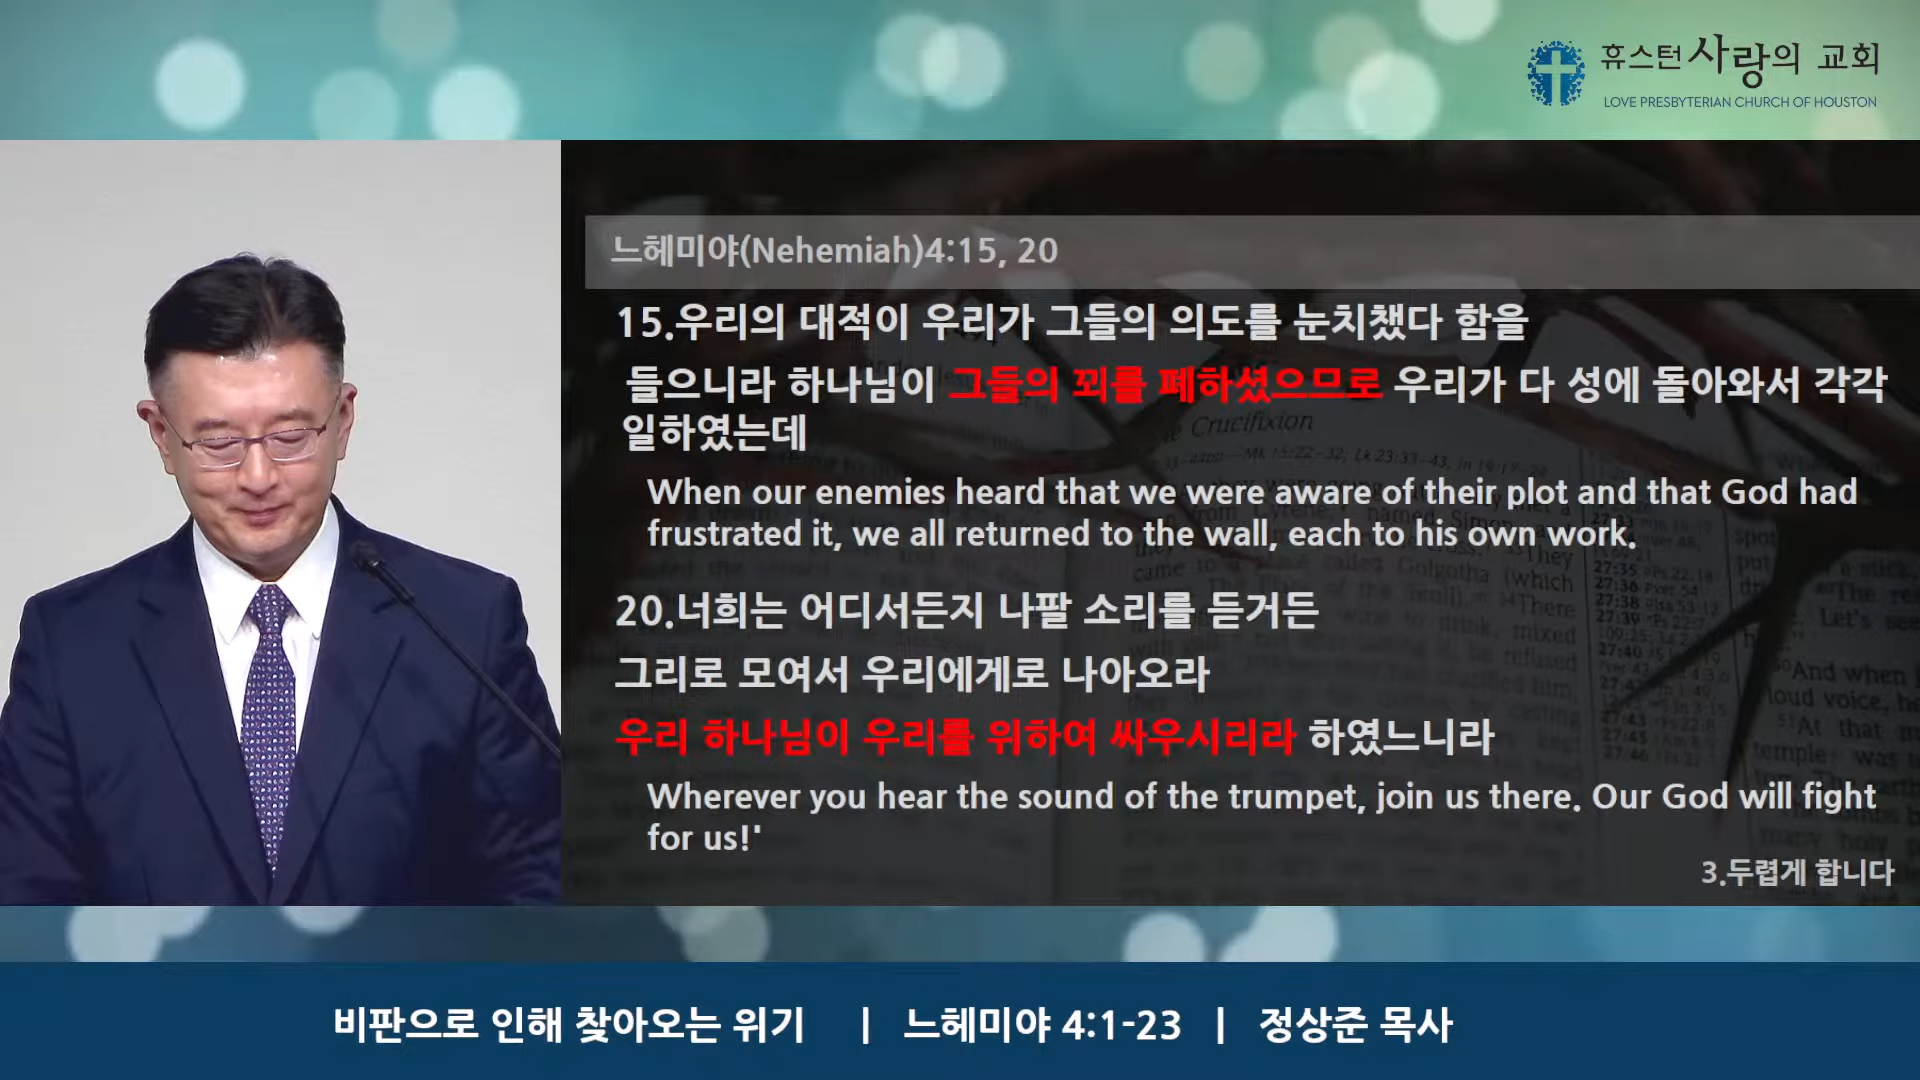 휴스턴 사랑의 교회
LOVE PRESBYTERIAN CHURCH OF HOUSTON
느헤미야(Nehemiah)4:15, 20
15.우리의 대적이 우리가 그들의 의도를 눈치챘다 함을
들으니라 하나님이 그들의 꾀를 폐하셨으므로 우리가 다 성에 돌아와서 각각
일하였는데
When our enemies heard that we were aware of their plot and that God had
frustrated it, we all returned to the wall, each to his own work.
20.너희는 어디서든지 나팔 소리를 듣거든
그리로 모여서 우리에게로 나아오라
우리 하나님이 우리를 위하여 싸우시리라 하였느니라
Wherever you hear the sound of the trumpet, join us there. Our God will fight
for us!'
3.두렵게 합니다
비판으로 인해 찾아오는 위기 | 느헤미야 4:1-23 | 정상준 목사